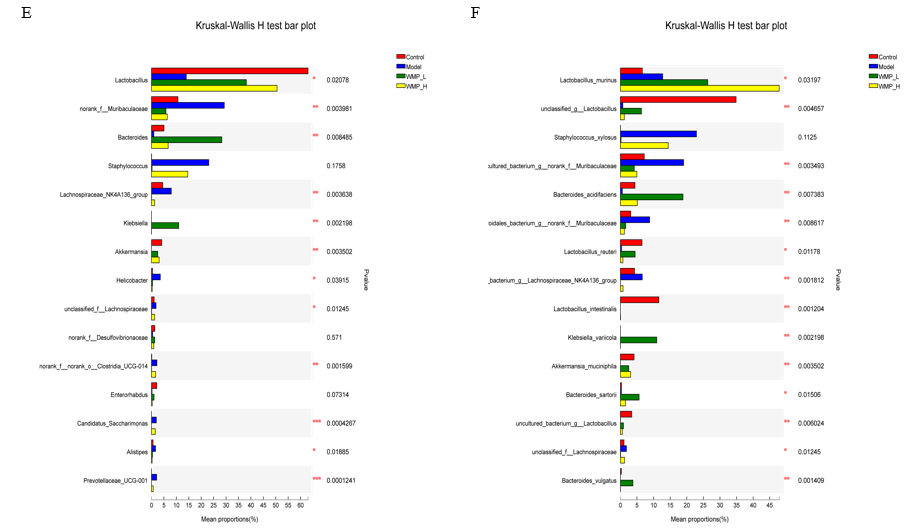 E
Kruskal-Wallis H test bar plot
Control
Model
WMP_L
WMP_H
Lactobacillus * 0.02078
norank_f__Muribaculaceae ** 0.003981
Bacteroides ** 0.008485
Staphylococcus 0.1758
Lachnospiraceae_NK4A136_group ** 0.003638
Klebsiella ** 0.002198
Akkermansia ** 0.003502
Helicobacter * 0.03915
unclassified_f__Lachnospiraceae * 0.01245
norank_f__Desulfovibrionaceae 0.571
norank_f__norank_o__Clostridia_UCG-014 ** 0.001599
Enterorhabdus 0.07314
Candidatus_Saccharimonas *** 0.0004267
Alistipes * 0.01885
Prevotellaceae_UCG-001 *** 0.0001241
Pvalue
0 5 10 15 20 25 30 35 40 45 50 55 60
Mean proportions(%)
F
Kruskal-Wallis H test bar plot
Control
Model
WMP_L
WMP_H
Lactobacillus_murinus * 0.03197
unclassified_g__Lactobacillus ** 0.004657
Staphylococcus_xylosus 0.1125
ultured_bacterium_g__norank_f__Muribaculaceae ** 0.003493
Bacteroides_acidifaciens ** 0.007383
roidales_bacterium_g__norank_f__Muribaculaceae ** 0.008617
Lactobacillus_reuteri * 0.01178
_bacterium_g__Lachnospiraceae_NK4A136_group ** 0.001812
Lactobacillus_intestinalis ** 0.001204
Klebsiella_variicola ** 0.002198
Akkermansia_muciniphila ** 0.003502
Bacteroides_sartorii * 0.01506
uncultured_bacterium_g__Lactobacillus ** 0.006024
unclassified_f__Lachnospiraceae * 0.01245
Bacteroides_vulgatus ** 0.001409
Pvalue
0 5 10 15 20 25 30 35 40 45
Mean proportions(%)